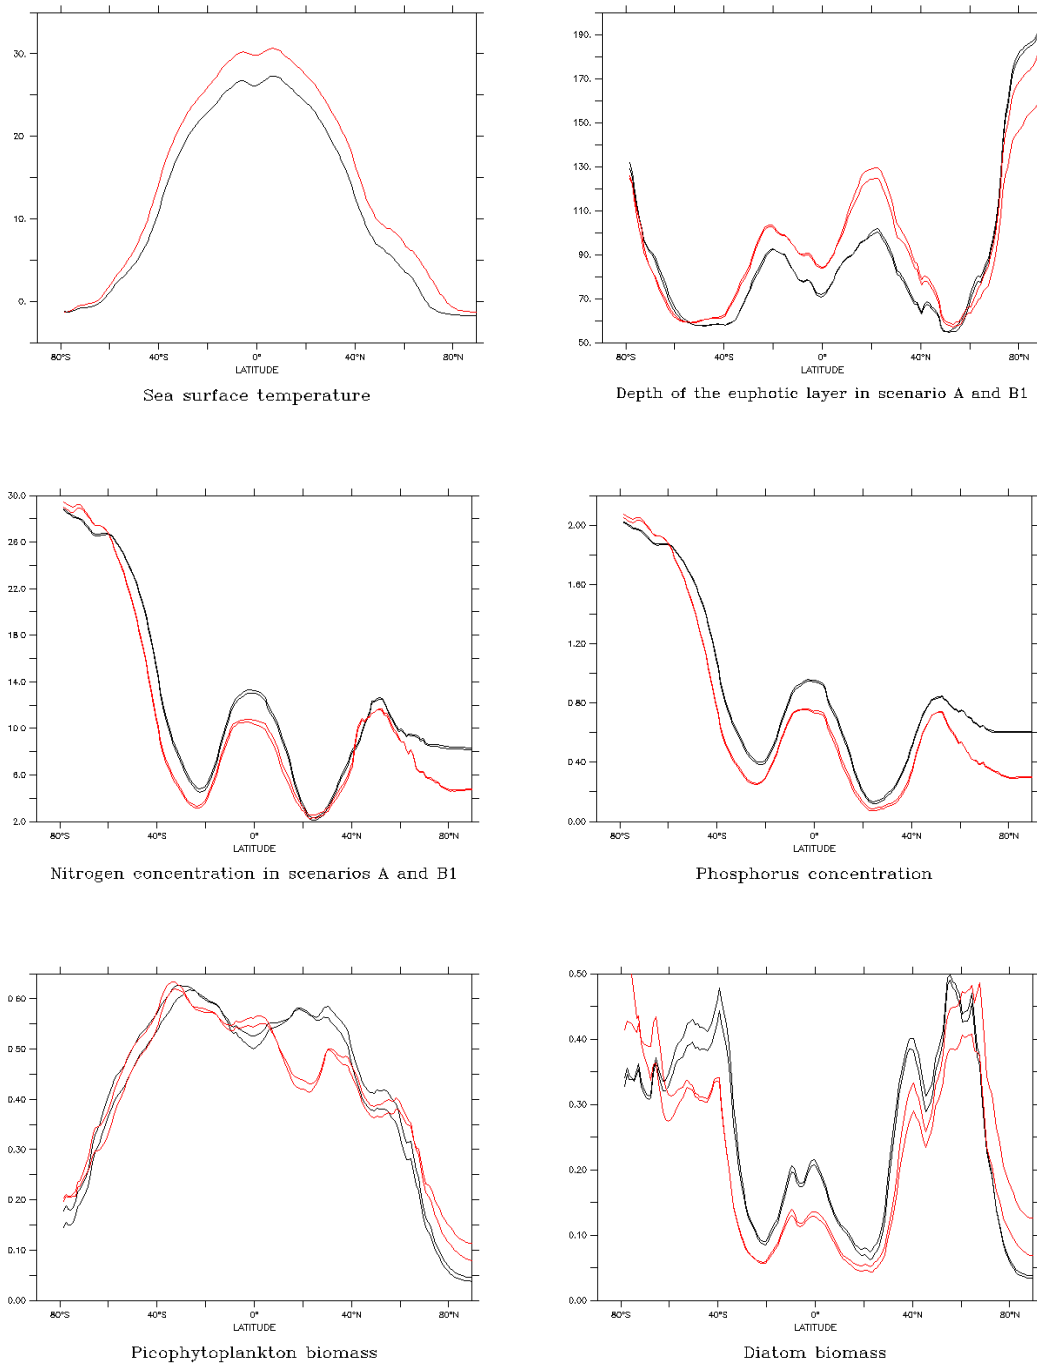 30.
20
10.
0.
80°S
40°S
0°
40°N
80°N
LATITUDE
Sea surface temperature
190.
170.
150.
130.
110.
90.
70.
50.
80°S
40°S
0°
40°N
80°N
LATITUDE
Depth of the euphotic layer in scenario A and B1
30.0
26.0
22.0
18.0
14.0
10.0
6.0
2.0
80°S
40°S
0°
40°N
80°N
LATITUDE
Nitrogen concentration in scenarios A and B1
2.00
1.60
1.20
0.80
0.40
0.00
80°S
40°S
0°
40°N
80°N
LATITUDE
Phosphorus concentration
0.60
0.50
0.40
0.30
0.20
0.10
0.00
80°S
40°S
0°
40°N
80°N
LATITUDE
Picophytoplankton biomass
0.50
0.40
0.30
0.20
0.10
0.00
80°S
40°S
0°
40°N
80°N
LATITUDE
Diatom biomass